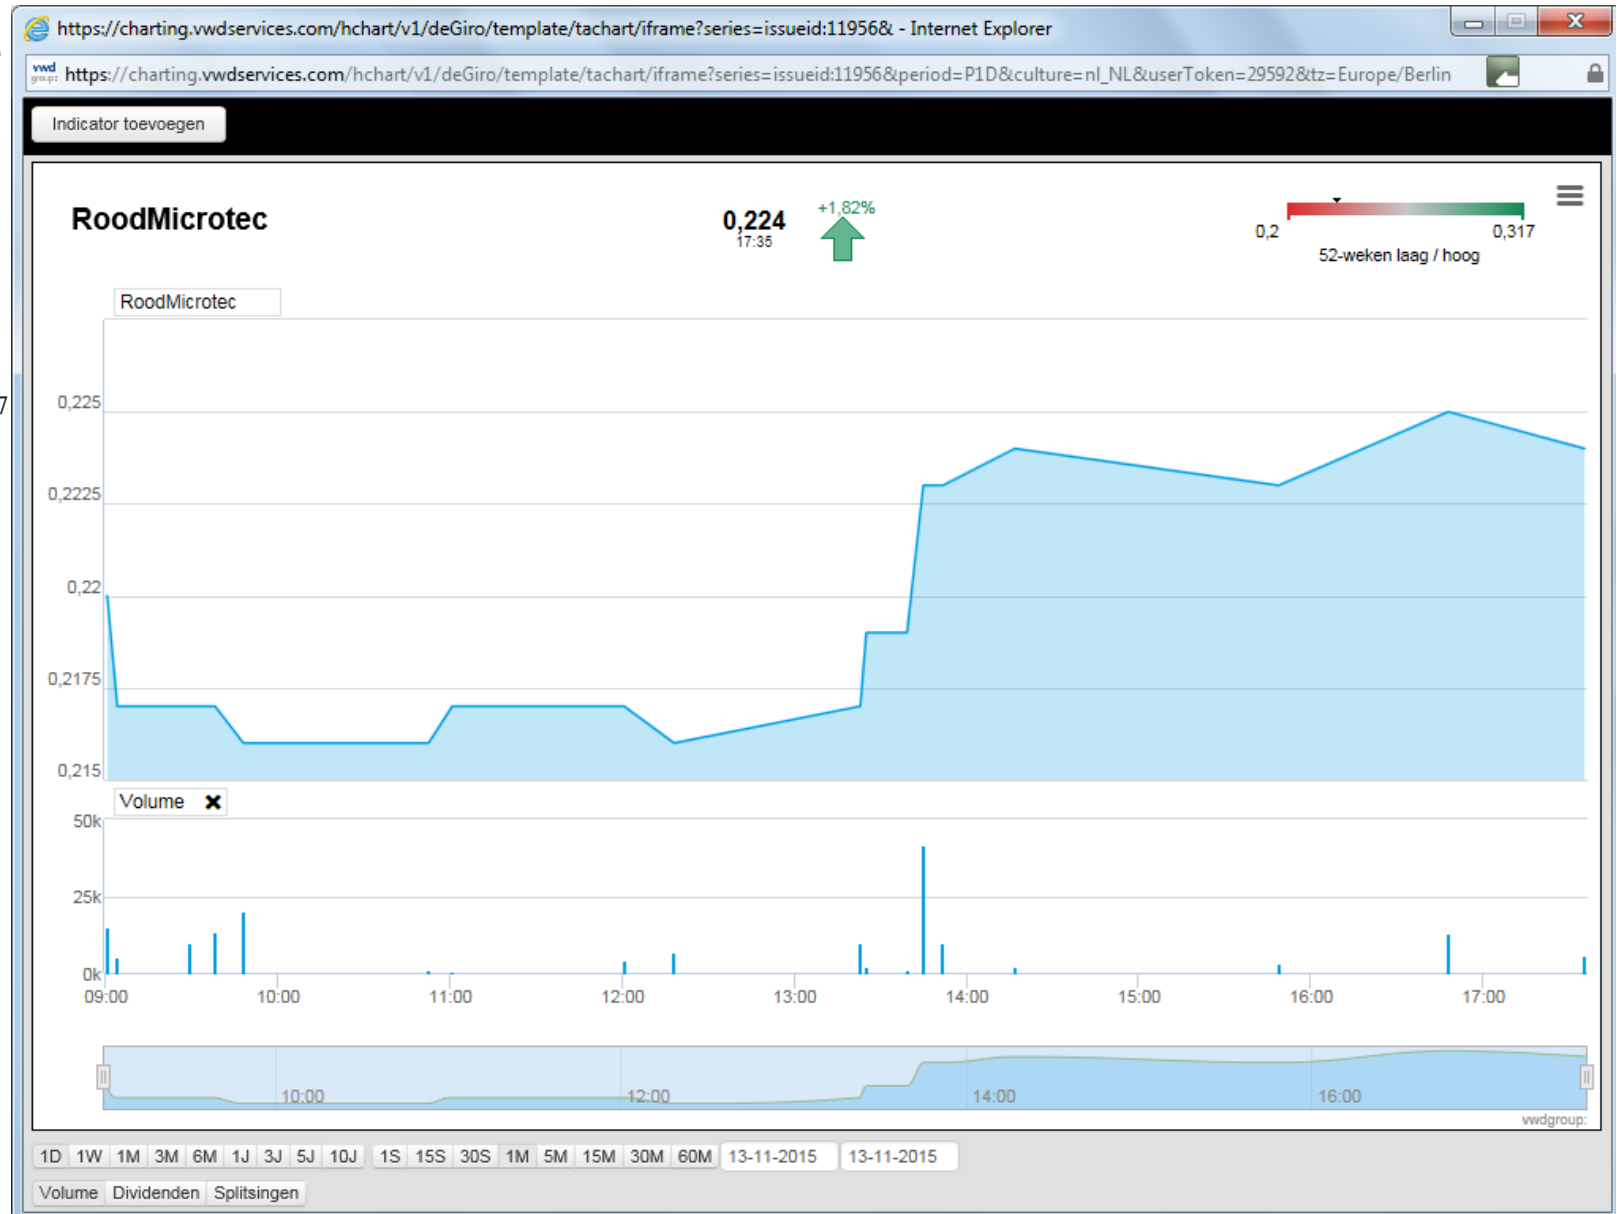 https://charting.vwdservices.com/hchart/v1/deGiro/template/tachart/iframe?series=issueid:11956& - Internet Explorer
vwd group: https://charting.vwdservices.com/hchart/v1/deGiro/template/tachart/iframe?series=issueid:11956&period=P1D&culture=nl_NL&userToken=29592&tz=Europe/Berlin
Indicator toevoegen
RoodMicrotec
0,224
17:35
+1,82%
0,2
0,317
52-weken laag / hoog
RoodMicrotec
7
0,225
0,2225
0,22
0,2175
0,215
Volume
50k
25k
0k
09:00 10:00 11:00 12:00 13:00 14:00 15:00 16:00 17:00
10:00 12:00 14:00 16:00
vwdgroup:
1D 1W 1M 3M 6M 1J 3J 5J 10J 1S 15S 30S 1M 5M 15M 30M 60M 13-11-2015 13-11-2015
Volume Dividenden Splitsingen